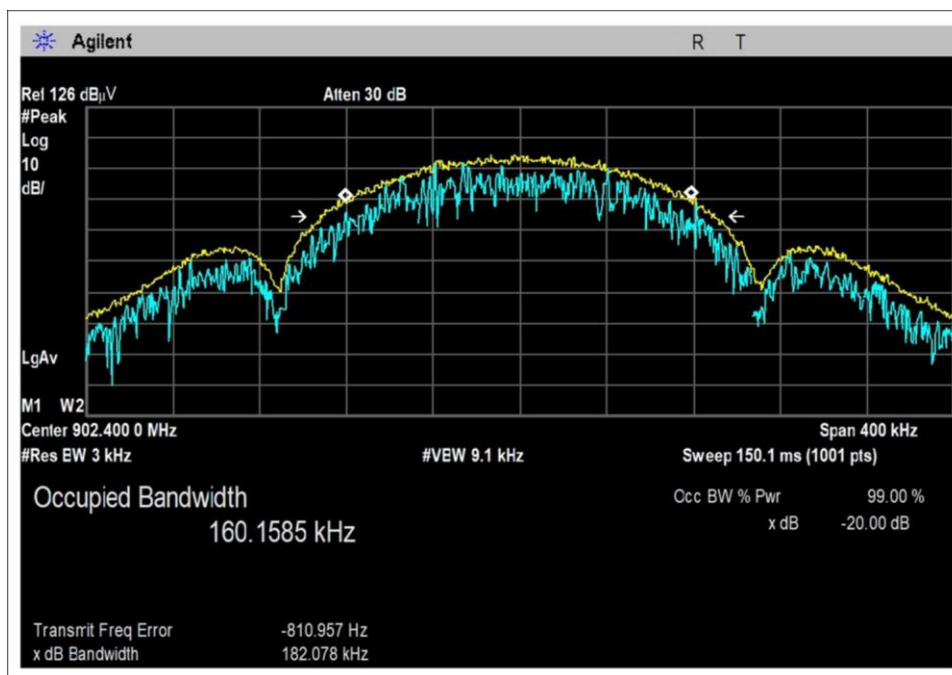 Agilent R T
Ref 126 dBµV Atten 30 dB
#Peak
Log
10
dB/
LgAv
M1 W2
Center 902.400 0 MHz Span 400 kHz
#Res BW 3 kHz #VBW 9.1 kHz Sweep 150.1 ms (1001 pts)
Occupied Bandwidth Occ BW % Pwr 99.00 %
160.1585 kHz x dB -20.00 dB
Transmit Freq Error -810.957 Hz
x dB Bandwidth 182.078 kHz